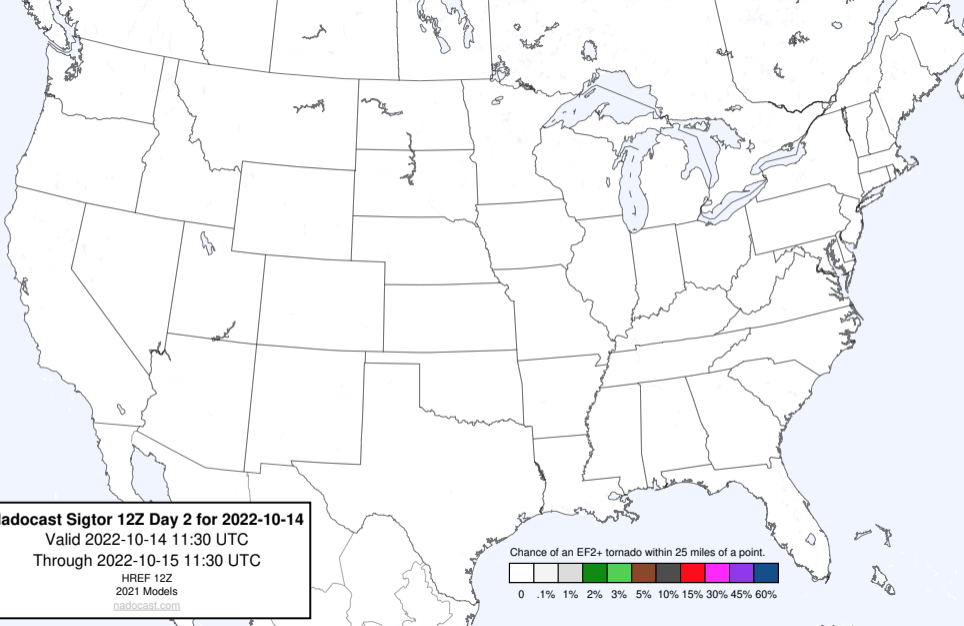 adocast Sigtor 12Z Day 2 for 2022-10-14
Valid 2022-10-14 11:30 UTC
Through 2022-10-15 11:30 UTC
HREF 12Z
2021 Models
nadocast.com
Chance of an EF2+ tornado within 25 miles of a point.
0 .1% 1% 2% 3% 5% 10% 15% 30% 45% 60%